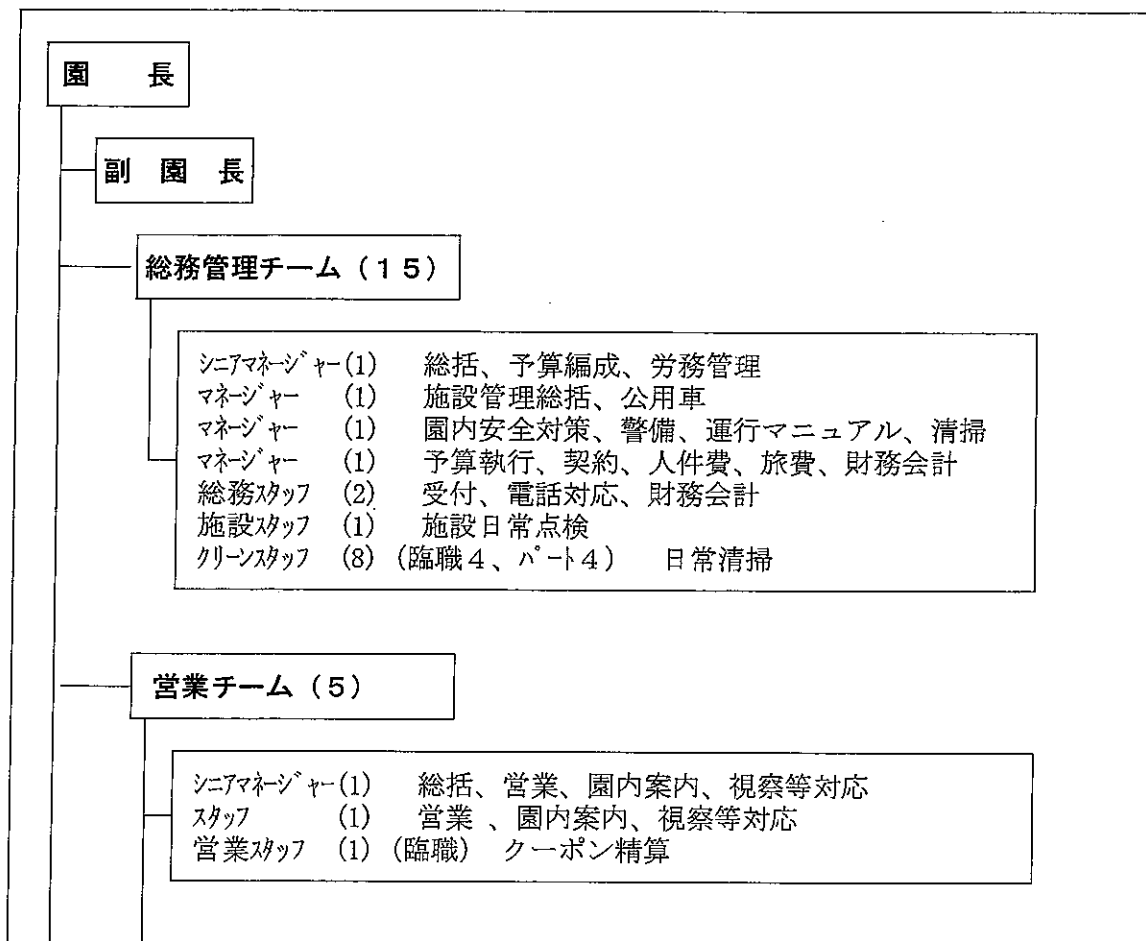 園　　長
副　園　長
総務管理チーム（１５）
ｼﾆｱﾏﾈｰｼﾞｬｰ(1)　総括、予算編成、労務管理
ﾏﾈｰｼﾞｬｰ　(1)　施設管理総括、公用車
ﾏﾈｰｼﾞｬｰ　(1)　園内安全対策、警備、運行マニュアル、清掃
ﾏﾈｰｼﾞｬｰ　(1)　予算執行、契約、人件費、旅費、財務会計
総務ｽﾀｯﾌ　(2)　受付、電話対応、財務会計
施設ｽﾀｯﾌ　(1)　施設日常点検
ｸﾘｰﾝｽﾀｯﾌ　(8)（臨職４、ﾊﾟｰﾄ４）　日常清掃
営業チーム（５）
ｼﾆｱﾏﾈｰｼﾞｬｰ(1)　総括、営業、園内案内、視察等対応
ｽﾀｯﾌ　(1)　営業 、園内案内、視察等対応
営業ｽﾀｯﾌ　(1)（臨職）　クーポン精算